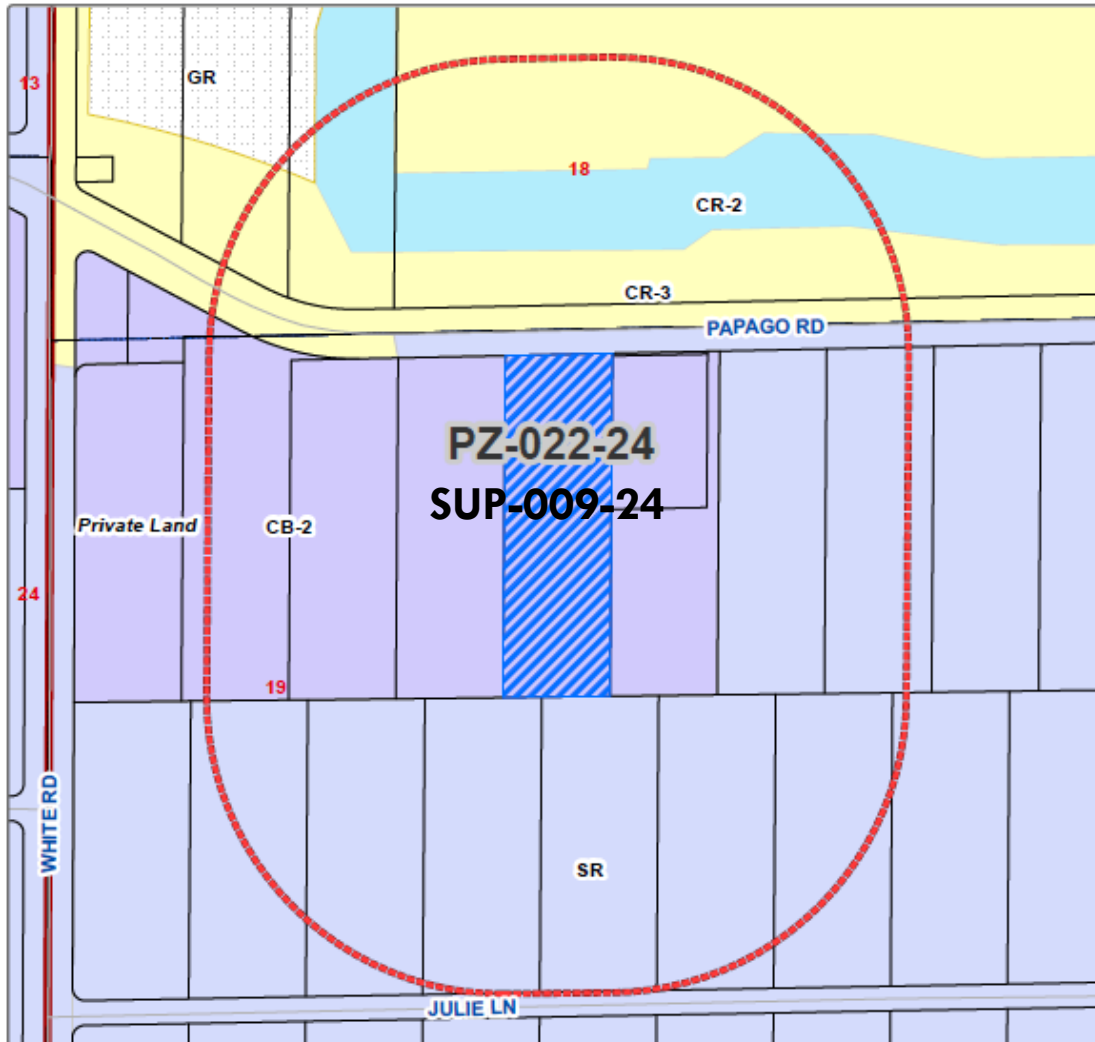 13
GR
18
CR-2
CR-3
PAPAGO RD
PZ-022-24
SUP-009-24
Private Land
CB-2
24
19
WHITE RD
SR
JULIE LN